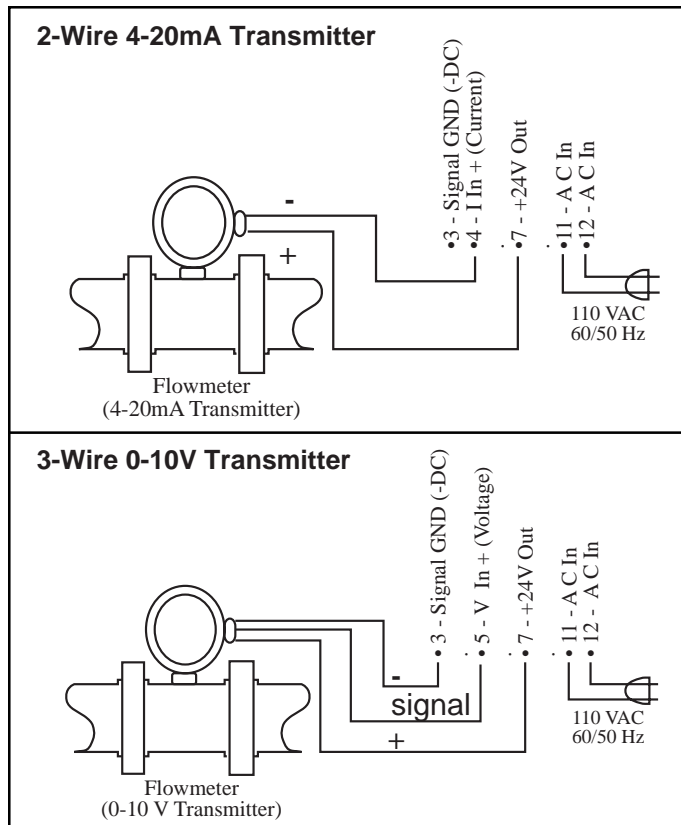 2-Wire 4-20mA Transmitter
3 - Signal GND (-DC)
4 - I In + (Current)
7 - +24V Out
11 - A C In
12 - A C In
-
+
110 VAC
60/50 Hz
Flowmeter
(4-20mA Transmitter)
3-Wire 0-10V Transmitter
3 - Signal GND (-DC)
5 - V In + (Voltage)
7 - +24V Out
11 - A C In
12 - A C In
-
signal
+
110 VAC
60/50 Hz
Flowmeter
(0-10 V Transmitter)